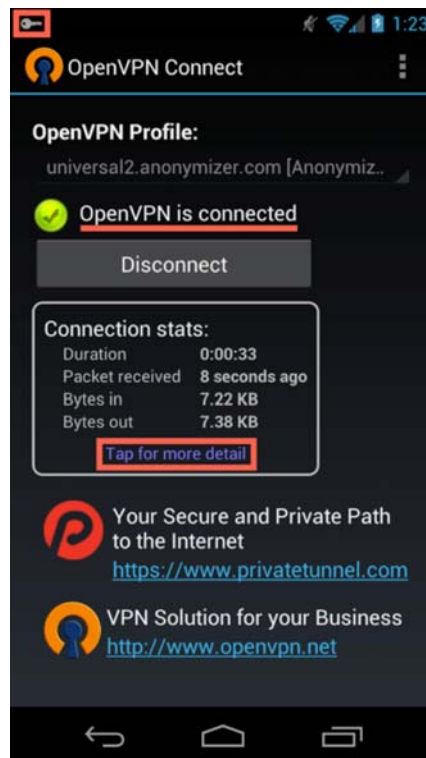 1:23
OpenVPN Connect
OpenVPN Profile:
universal2.anonymizer.com [Anonymiz..
OpenVPN is connected
Disconnect
Connection stats:
Duration 0:00:33
Packet received 8 seconds ago
Bytes in 7.22 KB
Bytes out 7.38 KB
Tap for more detail
Your Secure and Private Path
to the Internet
https://www.privatetunnel.com
VPN Solution for your Business
http://www.openvpn.net